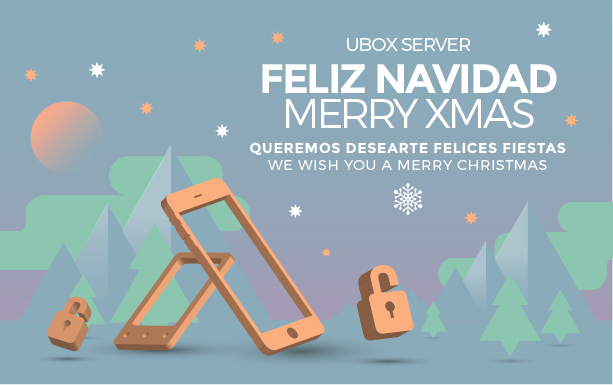 UBOX SERVER
FELIZ NAVIDAD
MERRY XMAS
QUEREMOS DESEARTE FELICES FIESTAS
WE WISH YOU A MERRY CHRISTMAS